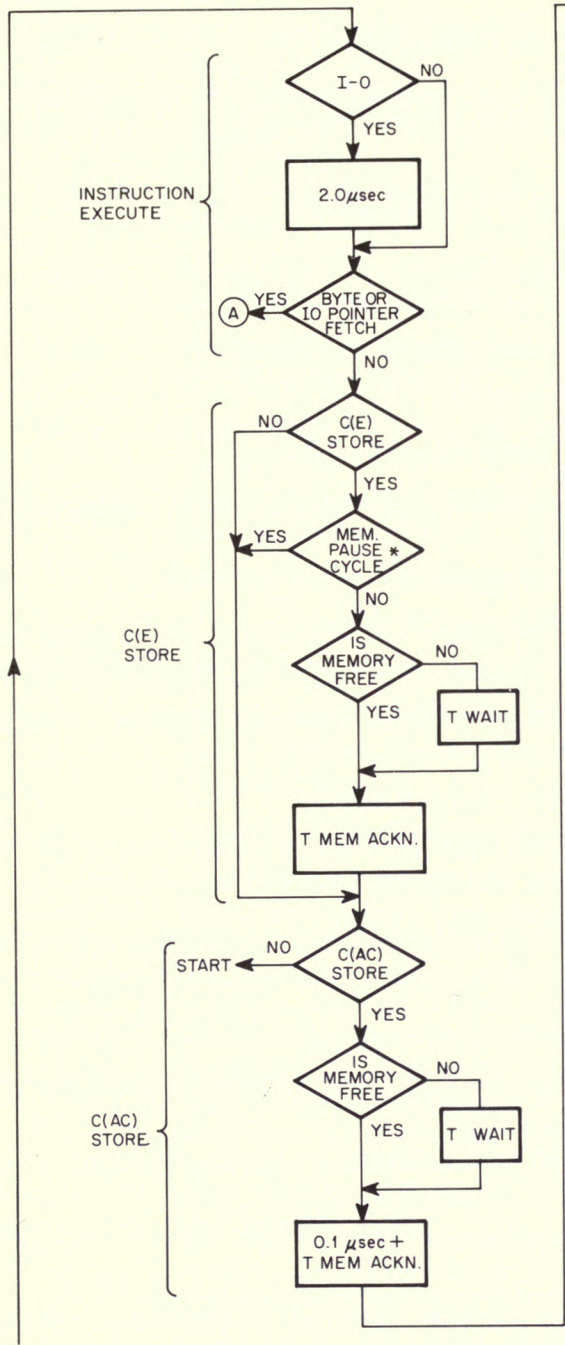 I-O
NO
YES
INSTRUCTION
EXECUTE
2.0 μsec
YES
A
BYTE OR
IO POINTER
FETCH
NO
NO
C(E)
STORE
YES
YES
MEM.
PAUSE *
CYCLE
NO
C(E)
STORE
IS
MEMORY
FREE
NO
YES
T WAIT
T MEM ACKN.
START
NO
C(AC)
STORE
YES
C(AC)
STORE
IS
MEMORY
FREE
NO
YES
T WAIT
0.1 μsec +
T MEM ACKN.